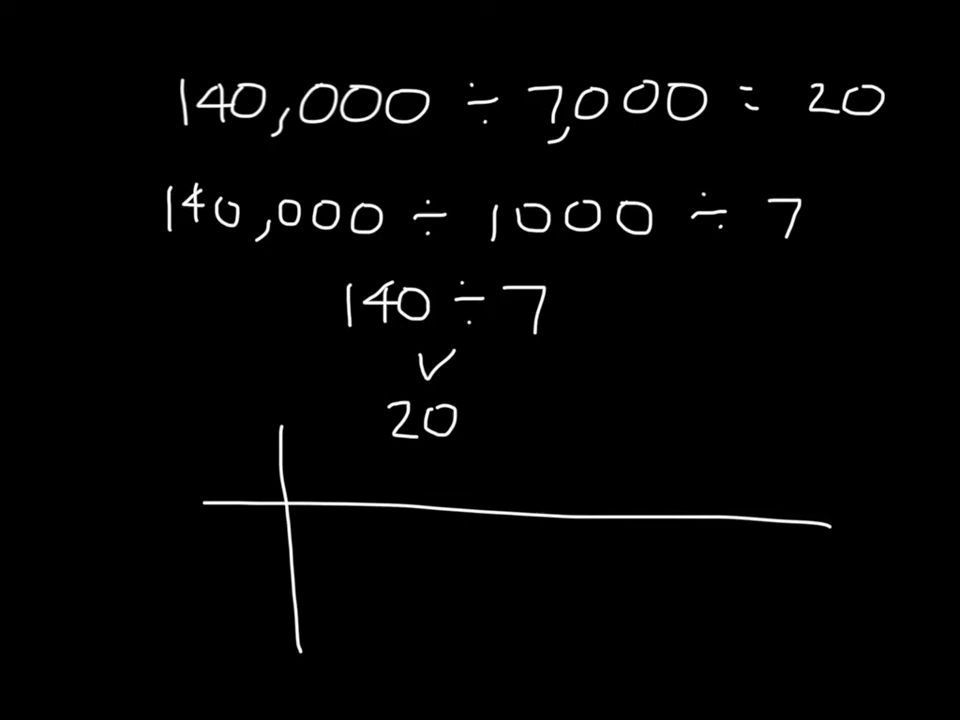 140,000 ÷ 7,000 = 20
140,000 ÷ 1000 ÷ 7
140 ÷ 7
20